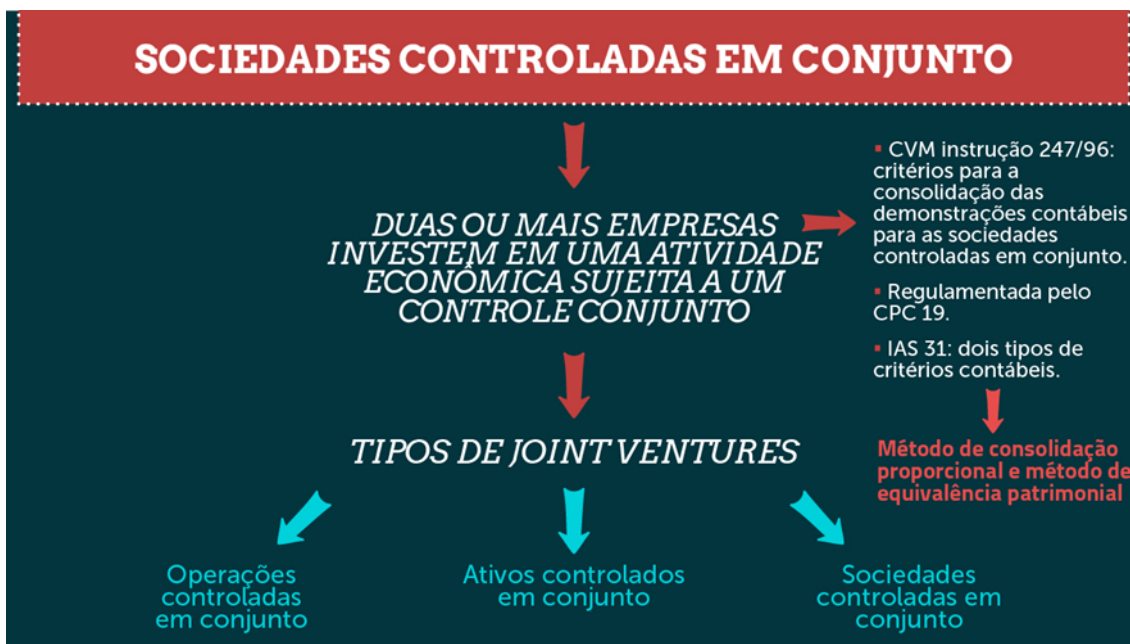 SOCIEDADES CONTROLADAS EM CONJUNTO
DUAS OU MAIS EMPRESAS
INVESTEM EM UMA ATIVIDADE
ECONÔMICA SUJEITA A UM
CONTROLE CONJUNTO
▪ CVM instrução 247/96:
critérios para a
consolidação das
demonstrações contábeis
para as sociedades
controladas em conjunto.
▪ Regulamentada pelo
CPC 19.
▪ IAS 31: dois tipos de
critérios contábeis.
Método de consolidação
proporcional e método de
equivalência patrimonial
TIPOS DE JOINT VENTURES
Operações
controladas
em conjunto
Ativos controlados
em conjunto
Sociedades
controladas em
conjunto